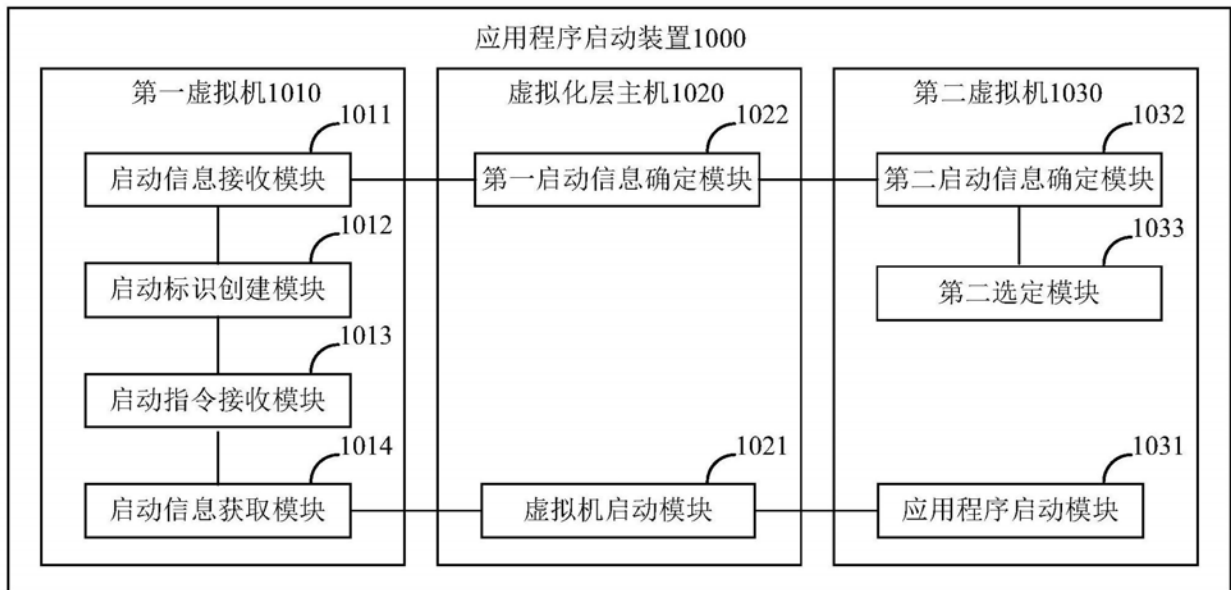 应用程序启动装置1000
第一虚拟机1010
1011
启动信息接收模块
1012
启动标识创建模块
1013
启动指令接收模块
1014
启动信息获取模块
虚拟化层主机1020
1022
第一启动信息确定模块
1021
虚拟机启动模块
第二虚拟机1030
1032
第二启动信息确定模块
1033
第二选定模块
1031
应用程序启动模块